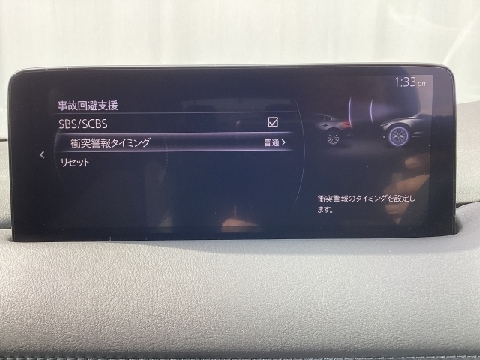 1:33 PM
事故回避支援
SBS/SCBS
衝突警報タイミング 普通
リセット
衝突警報のタイミングを設定し
ます。